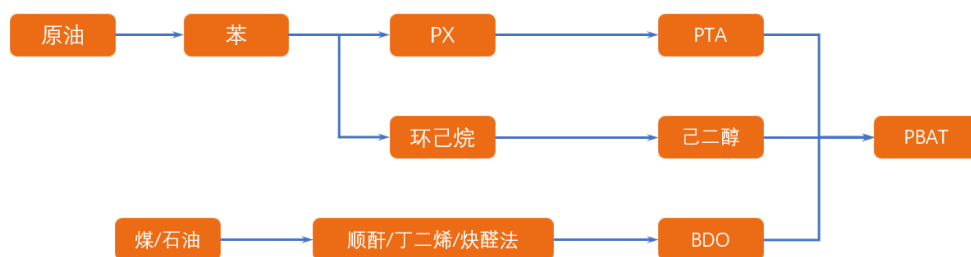 原油
苯
PX
PTA
环己烷
己二醇
PBAT
煤/石油
顺酐/丁二烯/炔醛法
BDO